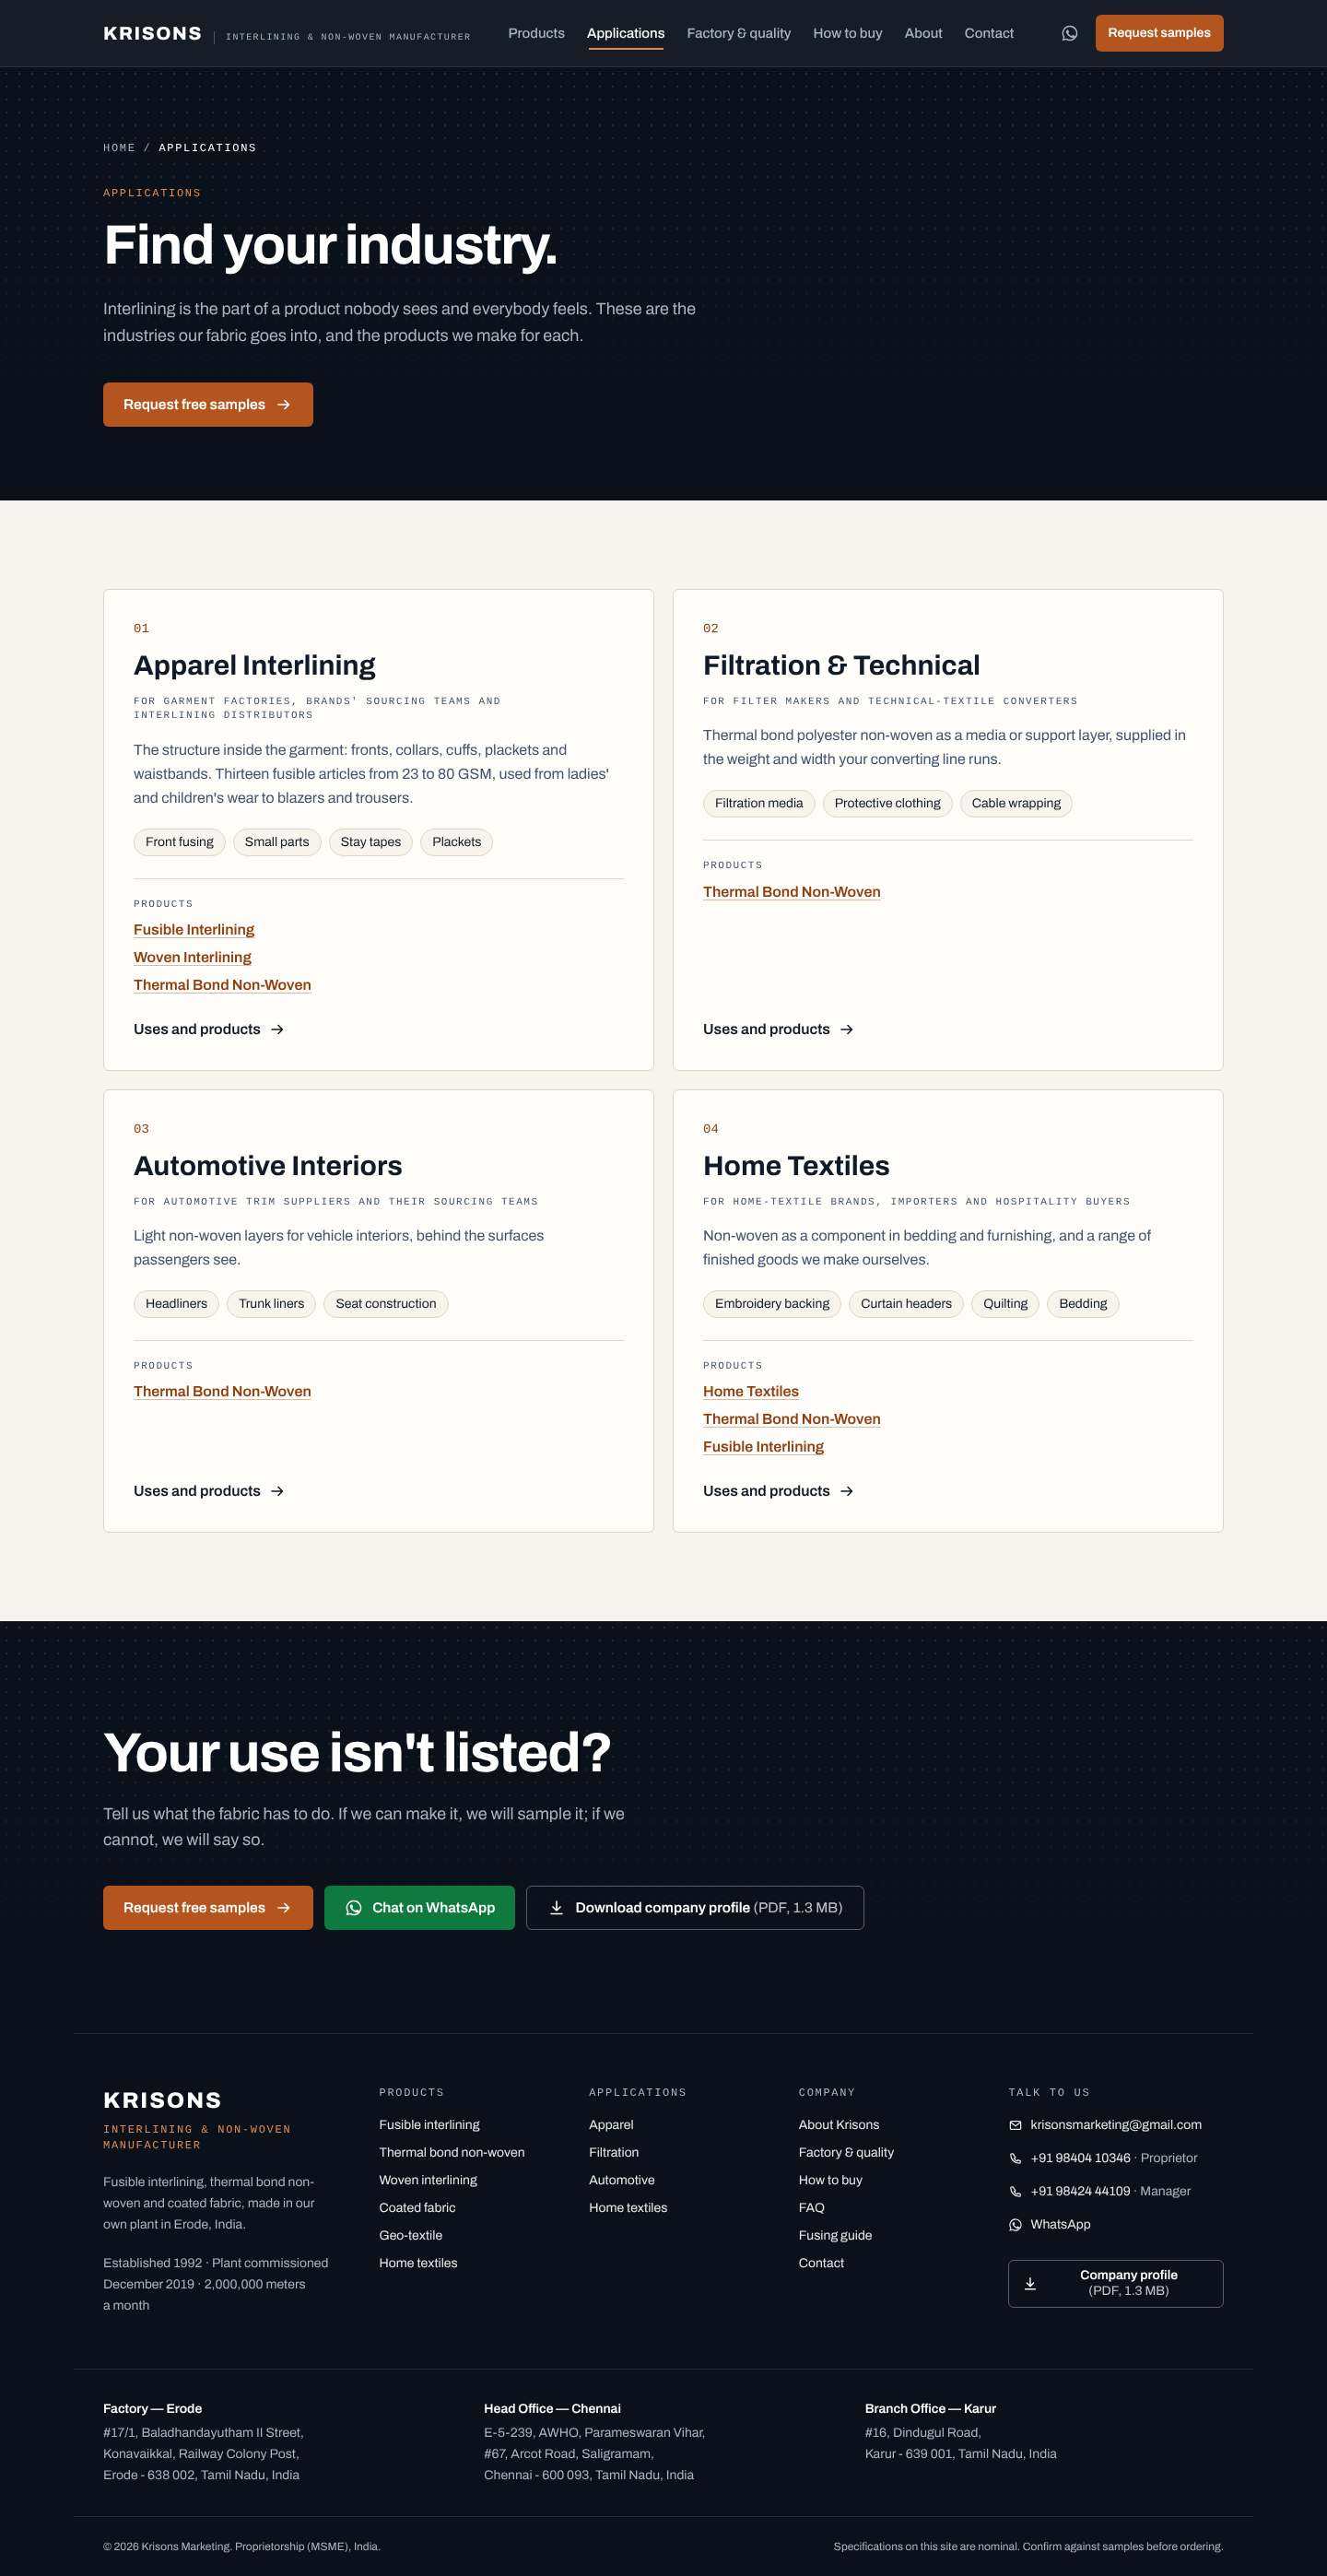 KRISONS
INTERLINING & NON-WOVEN MANUFACTURER
Products
Applications
Factory & quality
How to buy
About
Contact
Request samples
HOME / APPLICATIONS
APPLICATIONS
Find your industry.
Interlining is the part of a product nobody sees and everybody feels. These are the
industries our fabric goes into, and the products we make for each.
Request free samples
01
Apparel Interlining
FOR GARMENT FACTORIES, BRANDS' SOURCING TEAMS AND
INTERLINING DISTRIBUTORS
The structure inside the garment: fronts, collars, cuffs, plackets and
waistbands. Thirteen fusible articles from 23 to 80 GSM, used from ladies'
and children's wear to blazers and trousers.
Front fusing
Small parts
Stay tapes
Plackets
PRODUCTS
Fusible Interlining
Woven Interlining
Thermal Bond Non-Woven
Uses and products
02
Filtration & Technical
FOR FILTER MAKERS AND TECHNICAL-TEXTILE CONVERTERS
Thermal bond polyester non-woven as a media or support layer, supplied in
the weight and width your converting line runs.
Filtration media
Protective clothing
Cable wrapping
PRODUCTS
Thermal Bond Non-Woven
Uses and products
03
Automotive Interiors
FOR AUTOMOTIVE TRIM SUPPLIERS AND THEIR SOURCING TEAMS
Light non-woven layers for vehicle interiors, behind the surfaces
passengers see.
Headliners
Trunk liners
Seat construction
PRODUCTS
Thermal Bond Non-Woven
Uses and products
04
Home Textiles
FOR HOME-TEXTILE BRANDS, IMPORTERS AND HOSPITALITY BUYERS
Non-woven as a component in bedding and furnishing, and a range of
finished goods we make ourselves.
Embroidery backing
Curtain headers
Quilting
Bedding
PRODUCTS
Home Textiles
Thermal Bond Non-Woven
Fusible Interlining
Uses and products
Your use isn't listed?
Tell us what the fabric has to do. If we can make it, we will sample it; if we
cannot, we will say so.
Request free samples
Chat on WhatsApp
Download company profile (PDF, 1.3 MB)
KRISONS
INTERLINING & NON-WOVEN
MANUFACTURER
Fusible interlining, thermal bond non-
woven and coated fabric, made in our
own plant in Erode, India.
Established 1992 · Plant commissioned
December 2019 · 2,000,000 meters
a month
PRODUCTS
Fusible interlining
Thermal bond non-woven
Woven interlining
Coated fabric
Geo-textile
Home textiles
APPLICATIONS
Apparel
Filtration
Automotive
Home textiles
COMPANY
About Krisons
Factory & quality
How to buy
FAQ
Fusing guide
Contact
TALK TO US
krisonsmarketing@gmail.com
+91 98404 10346 · Proprietor
+91 98424 44109 · Manager
WhatsApp
Company profile
(PDF, 1.3 MB)
Factory — Erode
#17/1, Baladhandayutham II Street,
Konavaikkal, Railway Colony Post,
Erode - 638 002, Tamil Nadu, India
Head Office — Chennai
E-5-239, AWHO, Parameswaran Vihar,
#67, Arcot Road, Saligramam,
Chennai - 600 093, Tamil Nadu, India
Branch Office — Karur
#16, Dindugul Road,
Karur - 639 001, Tamil Nadu, India
© 2026 Krisons Marketing. Proprietorship (MSME), India.
Specifications on this site are nominal. Confirm against samples before ordering.